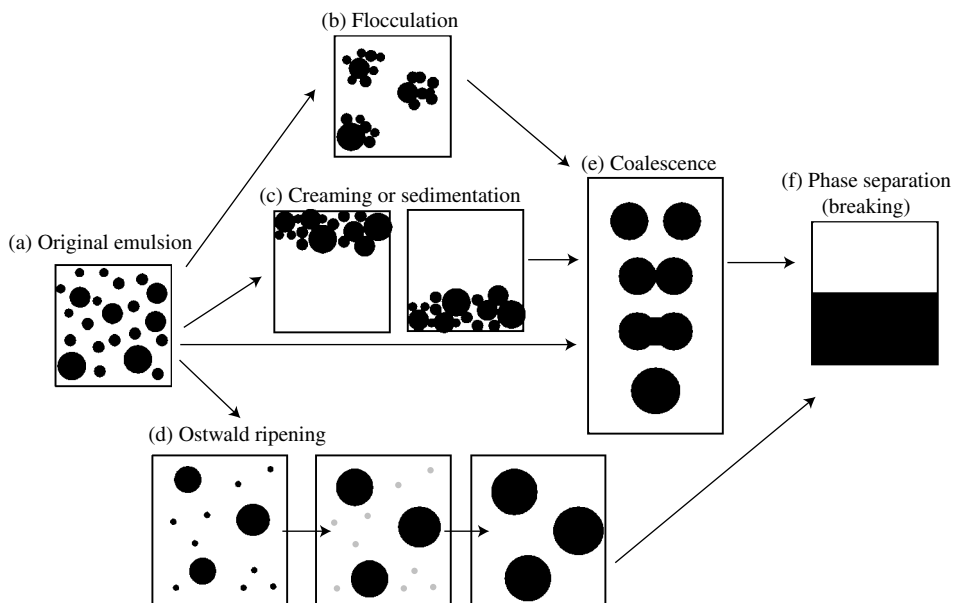 (b) Flocculation
(e) Coalescence
(f) Phase separation
(breaking)
(c) Creaming or sedimentation
(a) Original emulsion
(d) Ostwald ripening